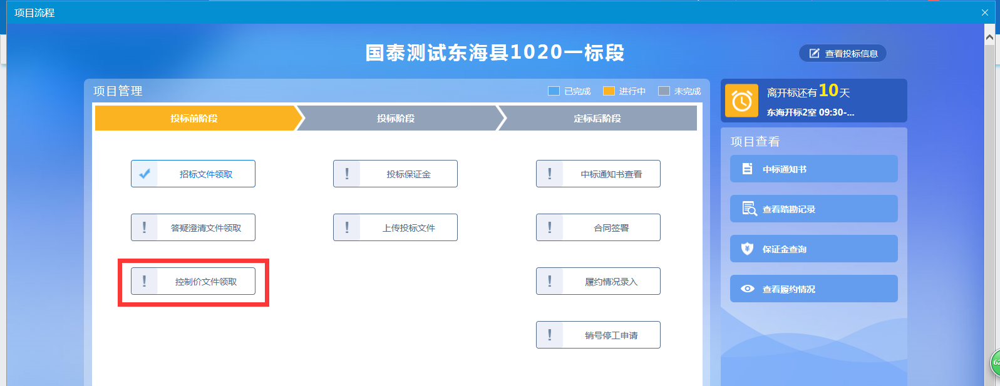 项目流程
国泰测试东海县1020一标段
查看投标信息
项目管理
已完成
进行中
未完成
投标前阶段
投标阶段
定标后阶段
招标文件领取
投标保证金
中标通知书查看
答疑澄清文件领取
上传投标文件
合同签署
控制价文件领取
履约情况录入
销号停工申请
离开标还有10天
东海开标2室 09:30-...
项目查看
中标通知书
查看踏勘记录
保证金查询
查看履约情况
62